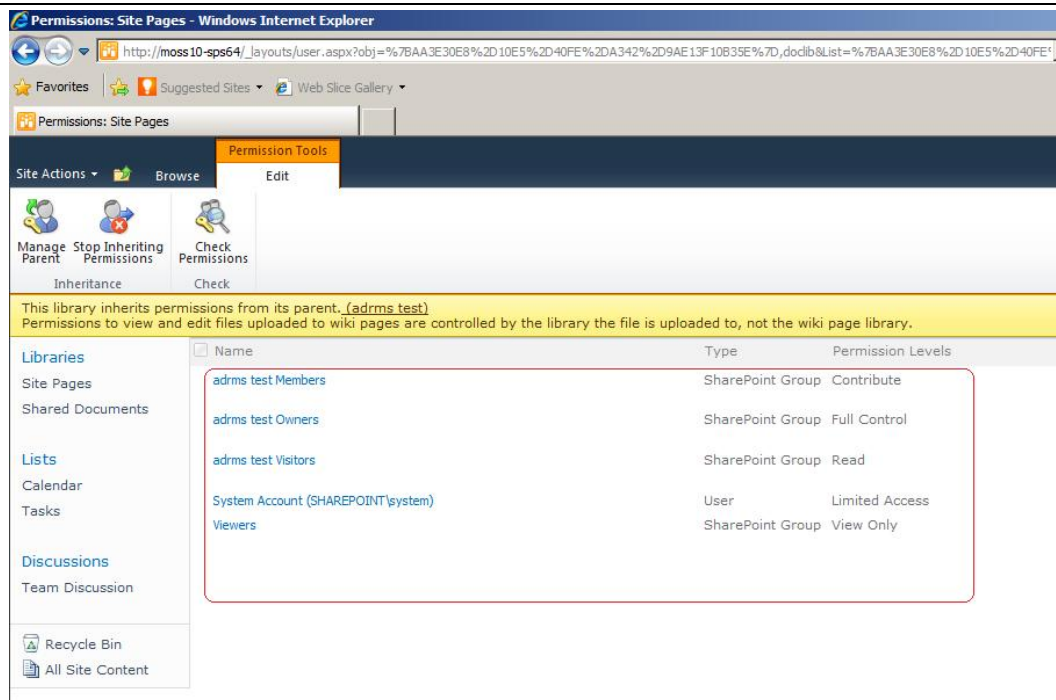 Permissions: Site Pages - Windows Internet Explorer
http://moss10-sps64/_layouts/user.aspx?obj=%7BAA3E30E8%2D10E5%2D40FE%2DA342%2D9AE13F10B35E%7D,doclib&List=%7BAA3E30E8%2D10E5%2D40FE%
Favorites Suggested Sites Web Slice Gallery
Permissions: Site Pages
Permission Tools
Site Actions Browse Edit
Manage Parent Stop Inheriting Permissions Check Permissions
Inheritance Check
This library inherits permissions from its parent. (adrms test)
Permissions to view and edit files uploaded to wiki pages are controlled by the library the file is uploaded to, not the wiki page library.
Libraries
Site Pages
Shared Documents
Lists
Calendar
Tasks
Discussions
Team Discussion
Recycle Bin
All Site Content
Name Type Permission Levels
adrms test Members SharePoint Group Contribute
adrms test Owners SharePoint Group Full Control
adrms test Visitors SharePoint Group Read
System Account (SHAREPOINT\system) User Limited Access
Viewers SharePoint Group View Only